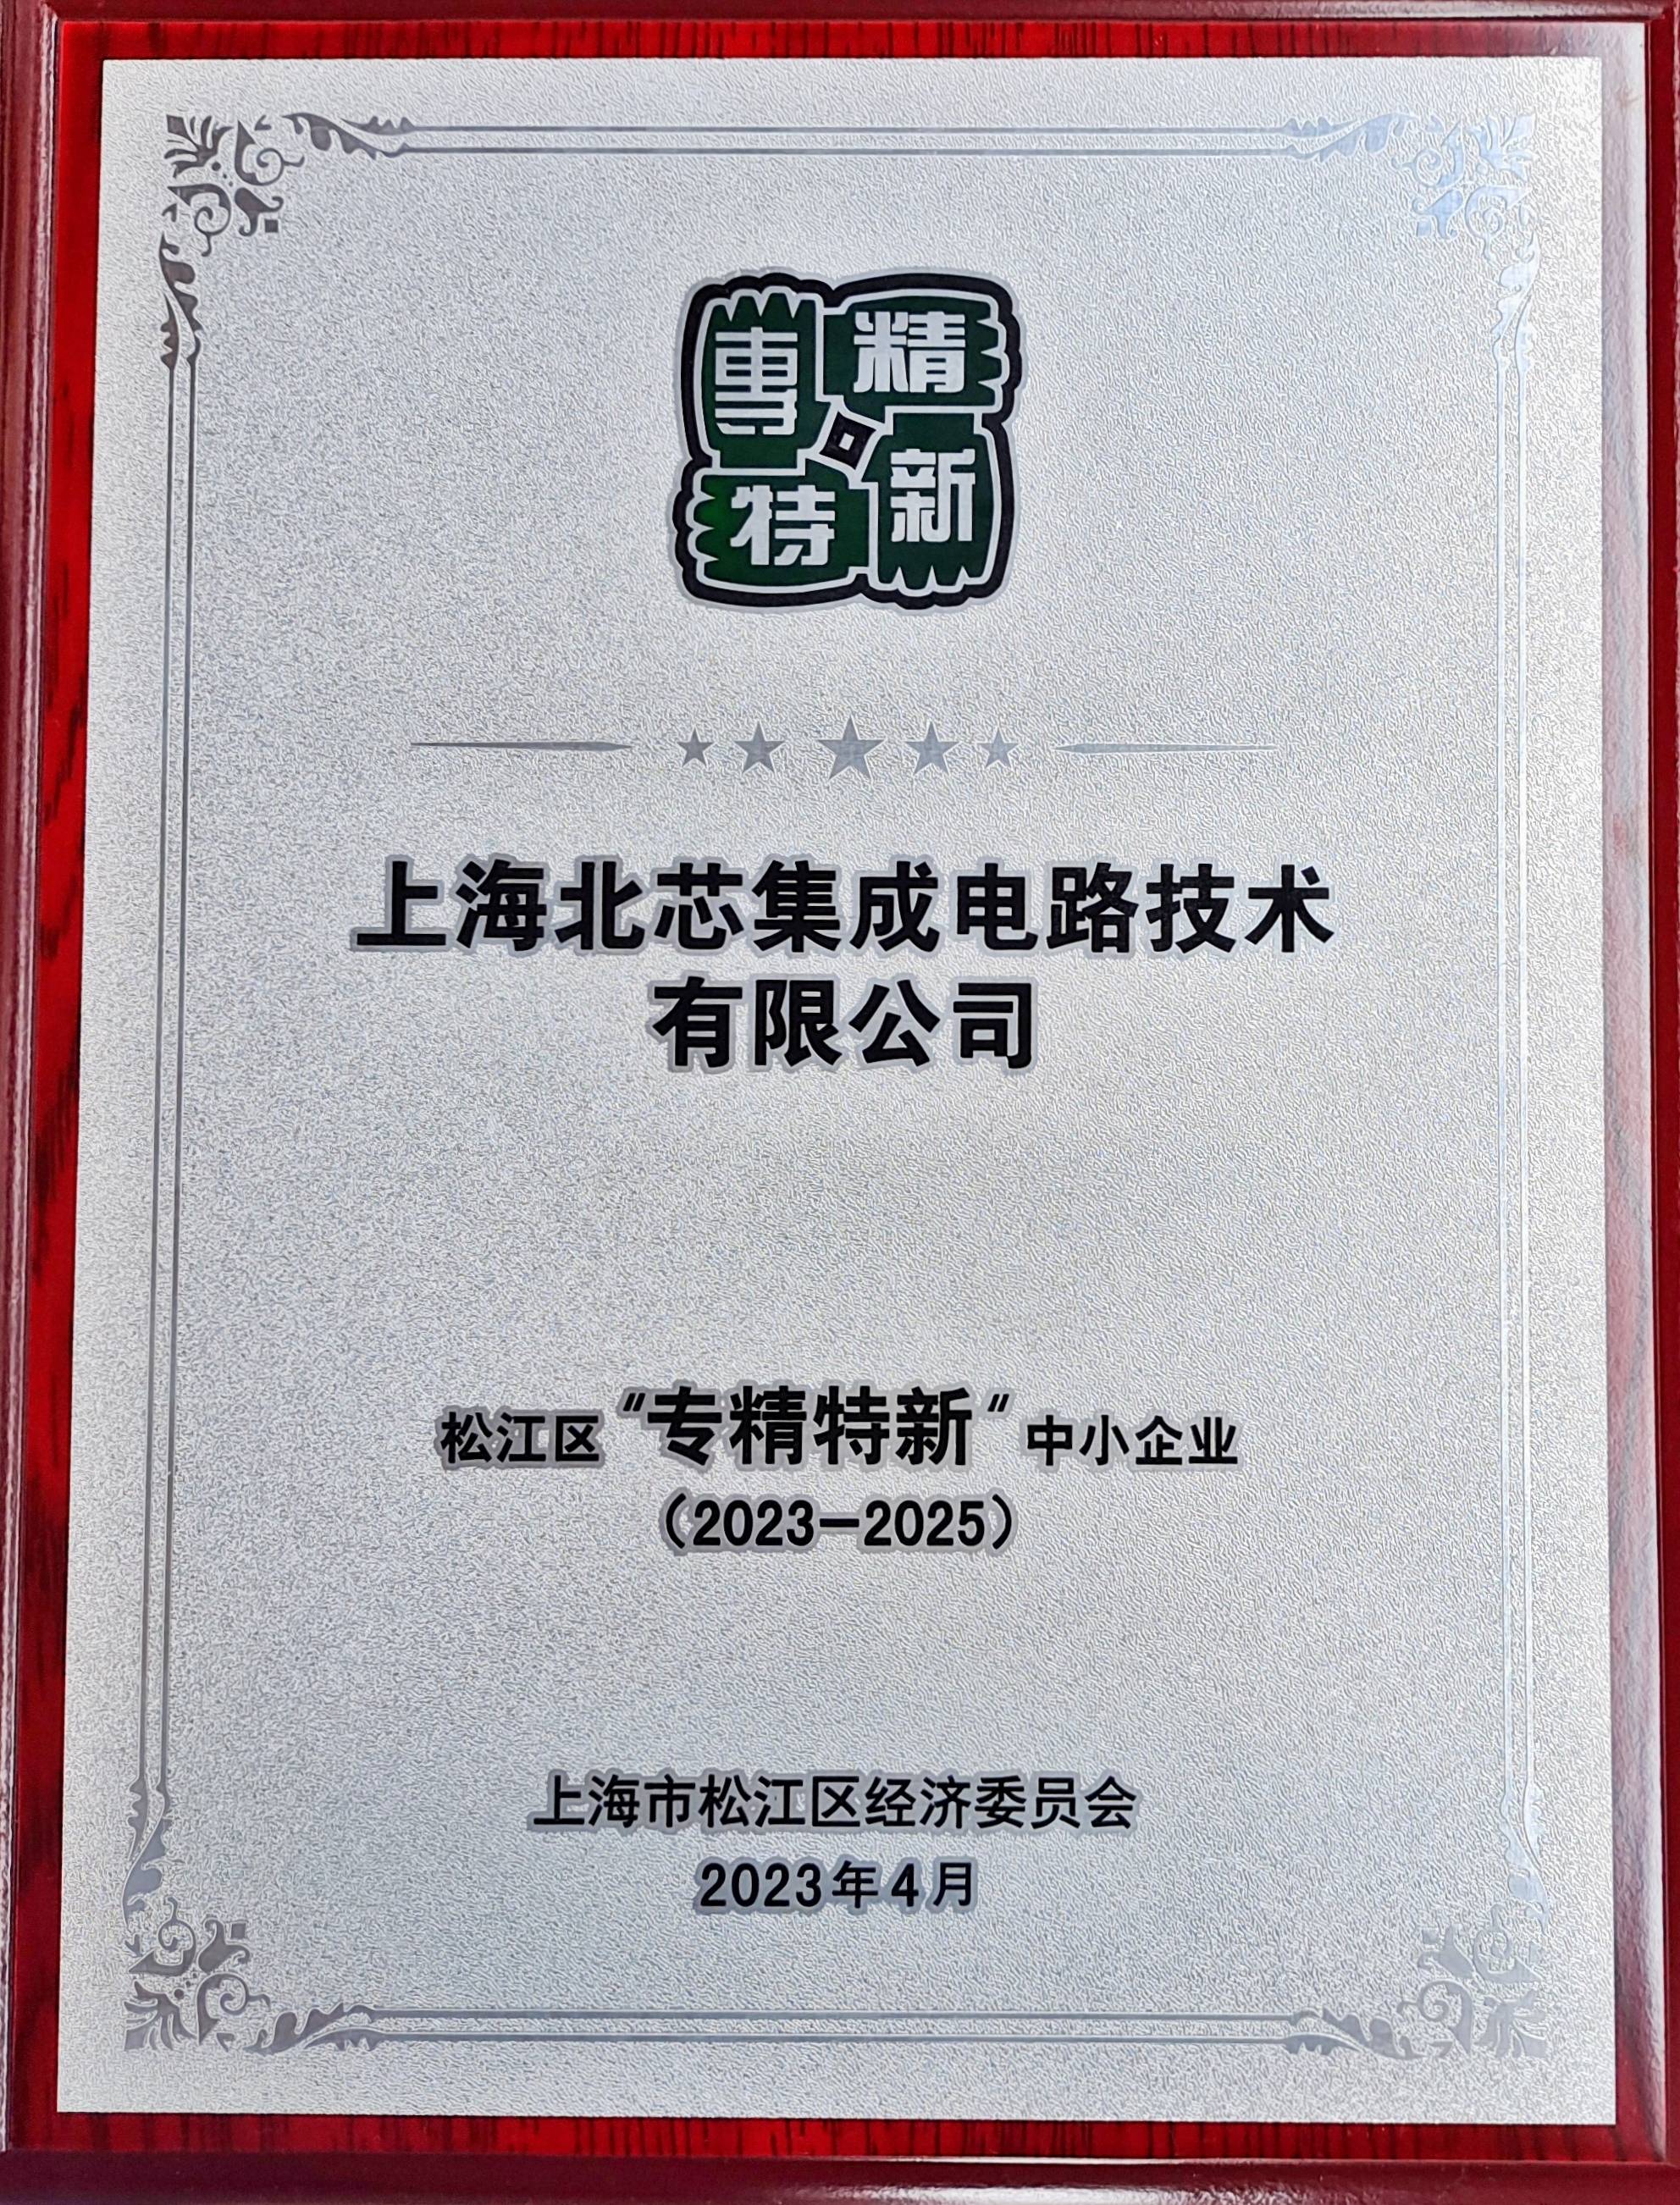 專精
特新
上海北芯集成电路技术
有限公司
松江区“专精特新“中小企业
（2023—2025）
上海市松江区经济委员会
2023年4月